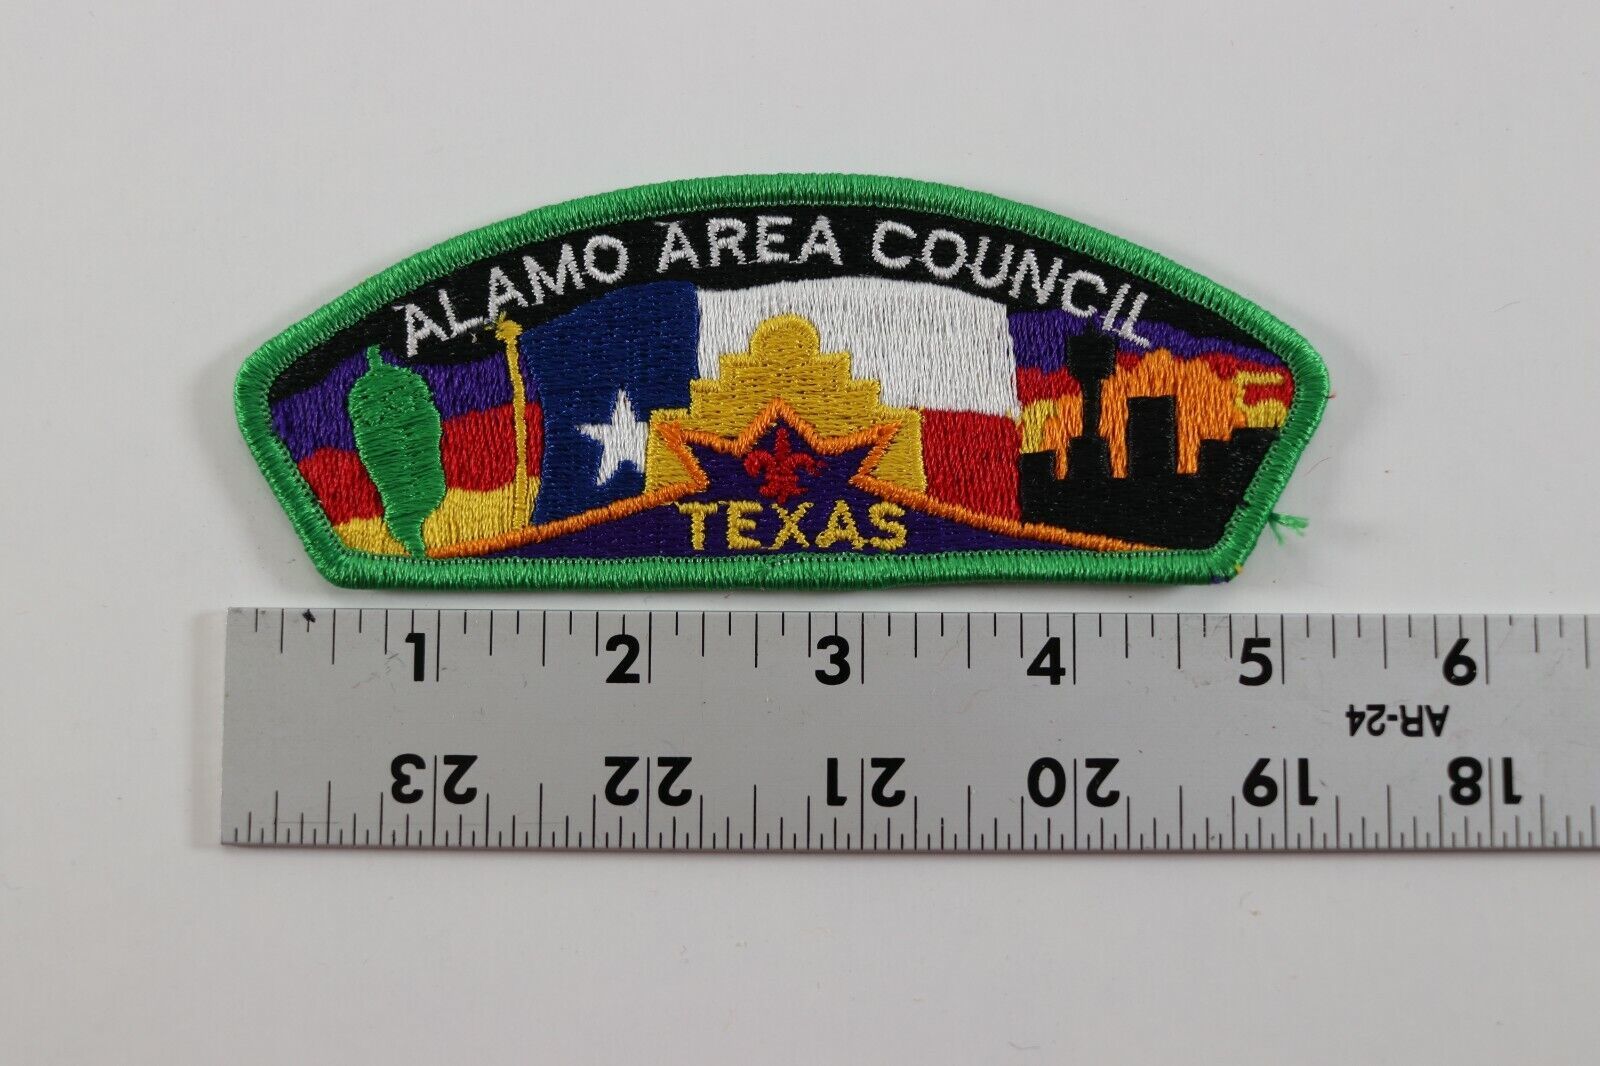 ALAMO AREA COUNCIL
TEXAS
1 2 3 4 5 6
AR-24
23 22 21 20 19 18